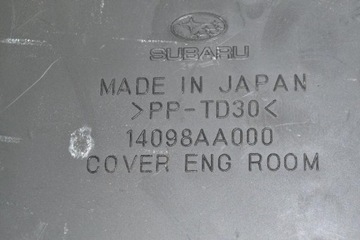 SUBARU
MADE IN JAPAN
>PP-TD30<
14098AA000
COVER ENG ROOM